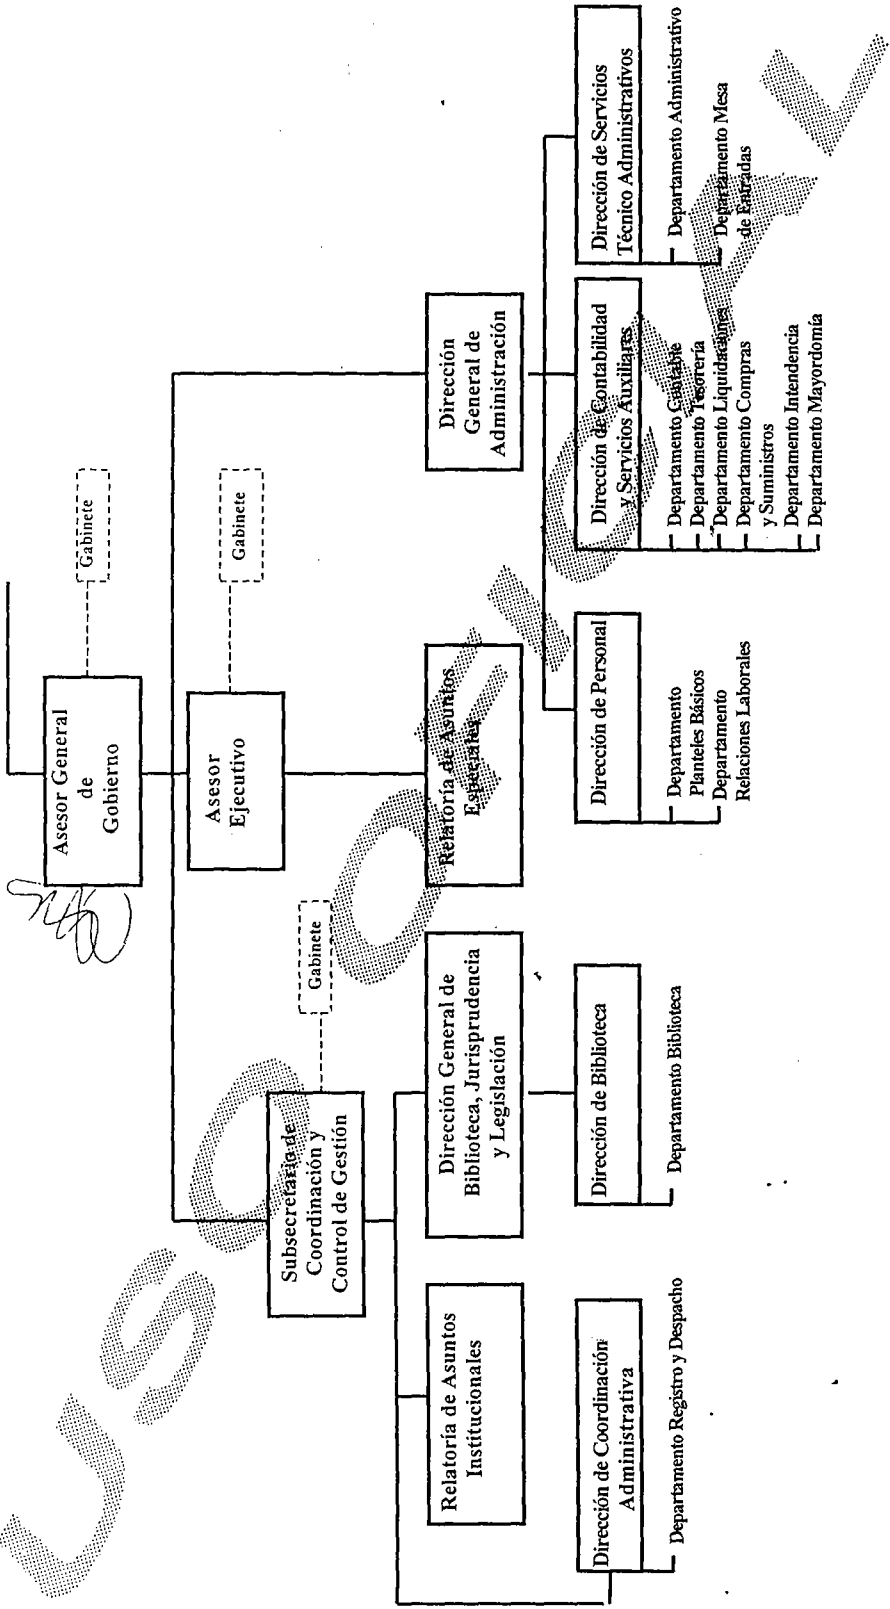 Asesor General
de
Gobierno
Gabinete
Asesor
Ejecutivo
Gabinete
Subsecretario de
Coordinación y
Control de Gestión
Gabinete
Relatoría de Asuntos
Institucionales
Dirección General de
Biblioteca, Jurisprudencia
y Legislación
Relatoría de Asuntos
Especiales
Dirección
General de
Administración
Dirección de Coordinación
Administrativa
Departamento Registro y Despacho
Dirección de Biblioteca
Departamento Biblioteca
Dirección de Personal
Departamento
Planteles Básicos
Departamento
Relaciones Laborales
Dirección de Contabilidad
y Servicios Auxiliares
Departamento Contable
Departamento Tesorería
Departamento Liquidaciones
Departamento Compras
y Suministros
Departamento Intendencia
Departamento Mayordomía
Dirección de Servicios
Técnico Administrativos
Departamento Administrativo
Departamento Mesa
de Entradas
USO OFICIAL